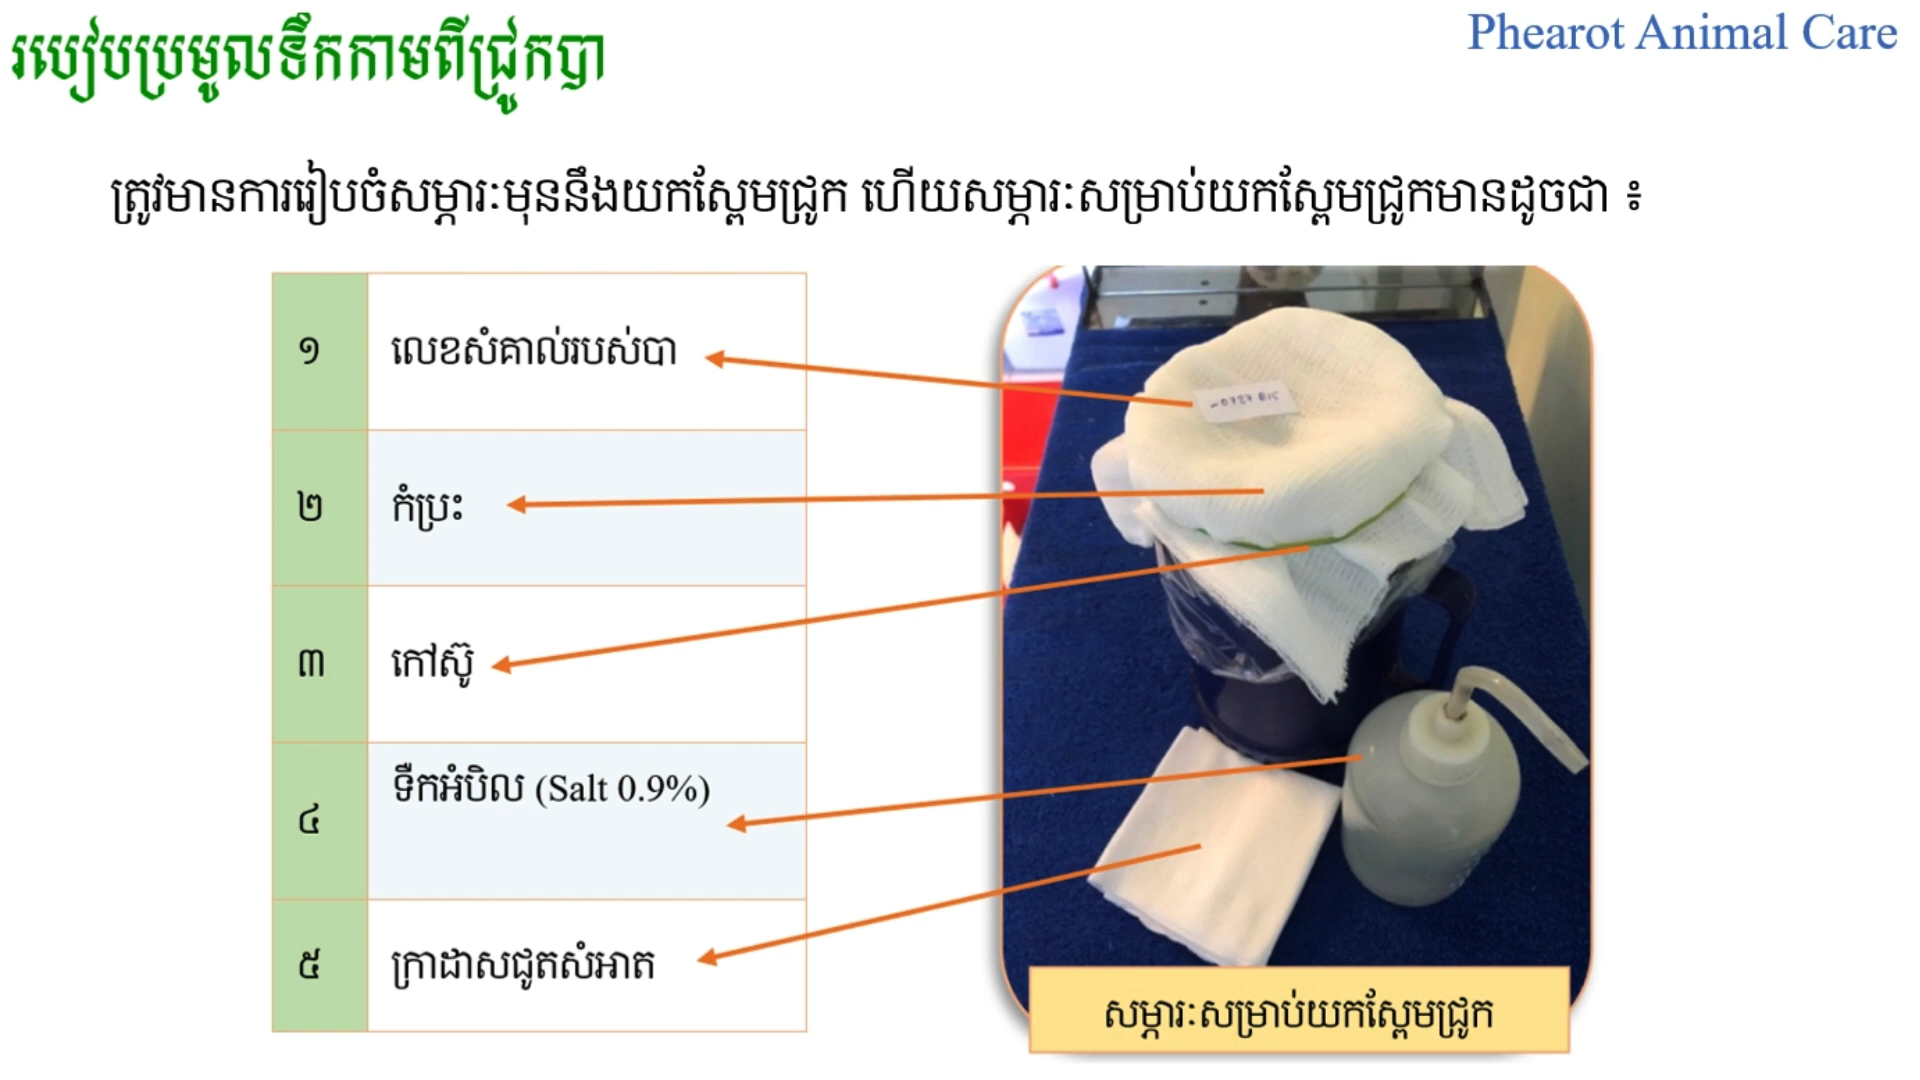 របៀបប្រមូលទឹកកាមពីជ្រូកបា
Phearot Animal Care
ត្រូវមានការរៀបចំសម្ភារៈមុននឹងយកស្ពែមជ្រូក ហើយសម្ភារៈសម្រាប់យកស្ពែមជ្រូកមានដូចជា ៖
១ លេខសំគាល់របស់បា
២ កំប្រះ
៣ កៅស៊ូ
៤ ទឹកអំបិល (Salt 0.9%)
៥ ក្រាដាសជូតសំអាត
សម្ភារៈសម្រាប់យកស្ពែមជ្រូក